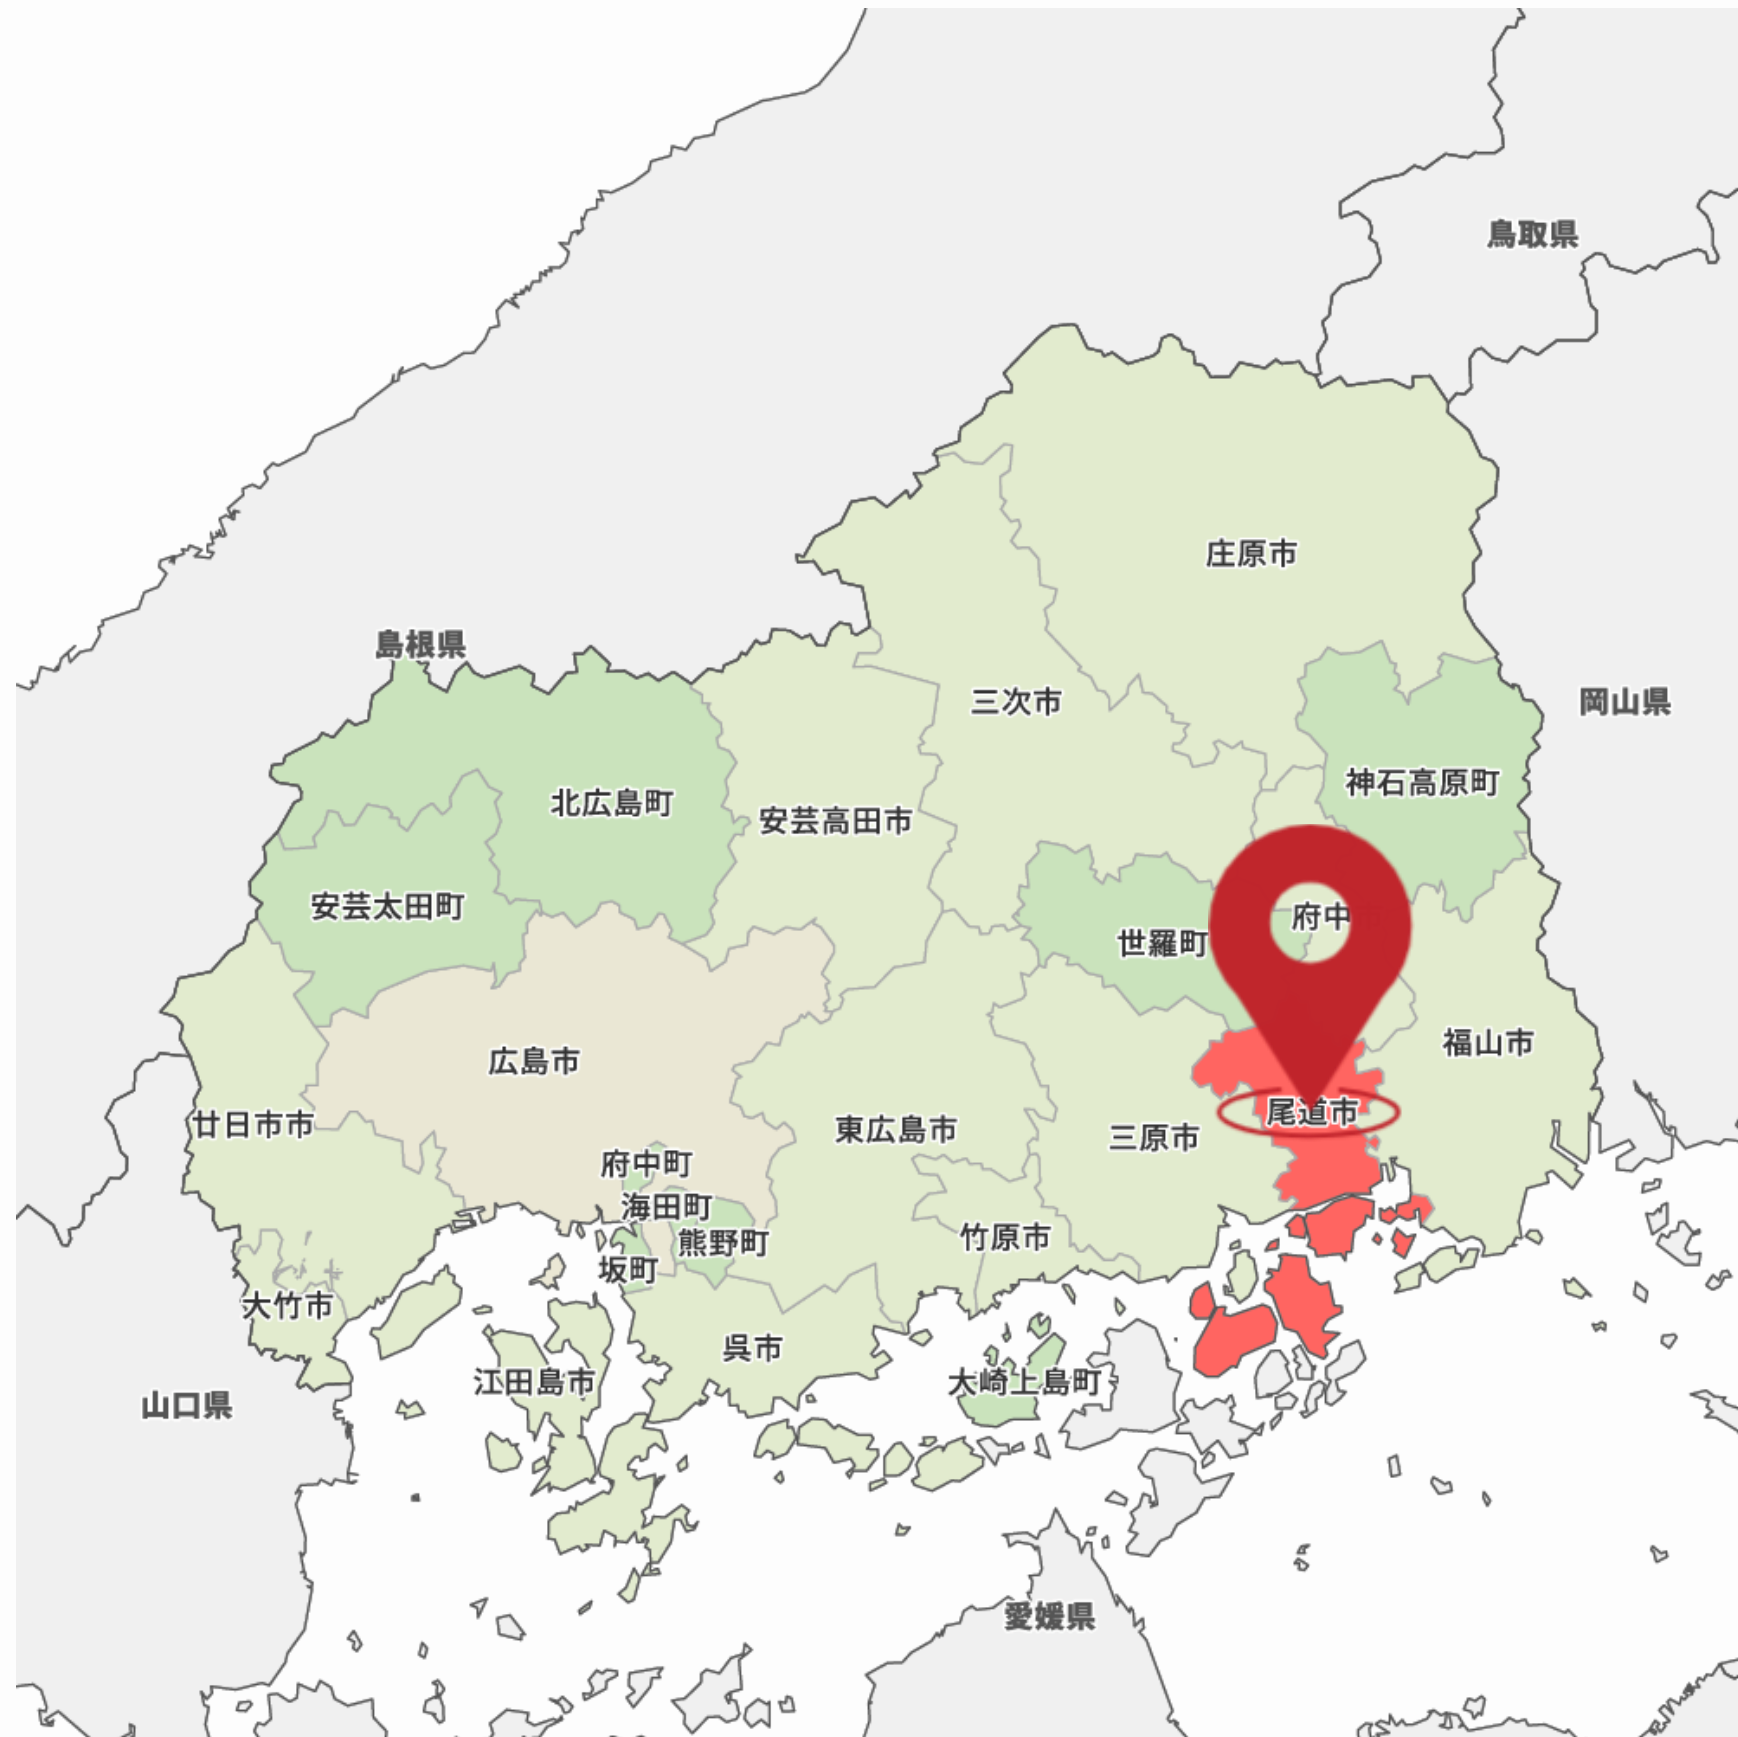 鳥取県
庄原市
島根県
三次市
岡山県
神石高原町
北広島町
安芸高田市
安芸太田町
府中
世羅町
福山市
広島市
尾道市
廿日市市
東広島市
三原市
府中町
海田町
竹原市
熊野町
坂町
大竹市
呉市
江田島市
大崎上島町
山口県
愛媛県